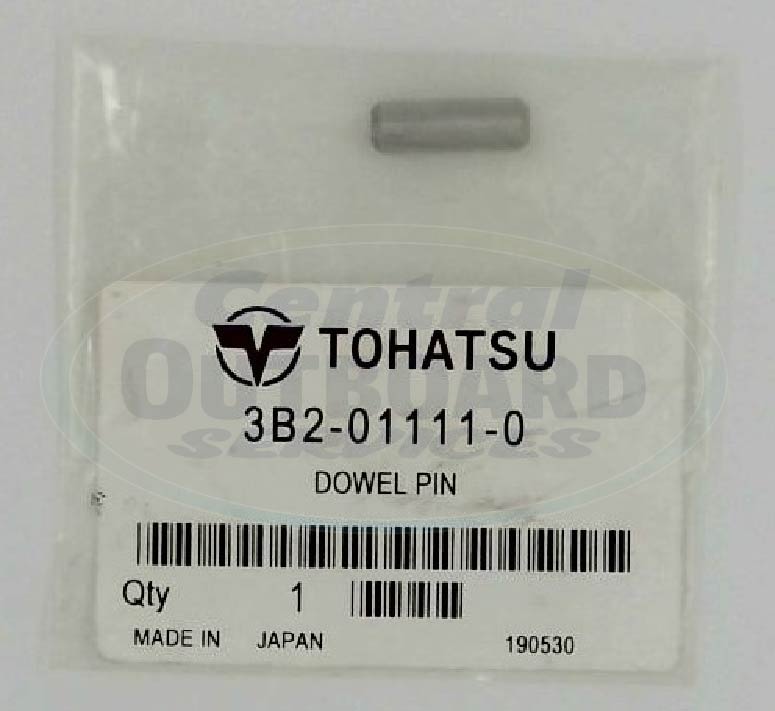 Central
OUTBOARD
SERVICES
TOHATSU
3B2-01111-0
DOWEL PIN
Qty 1
MADE IN JAPAN 190530